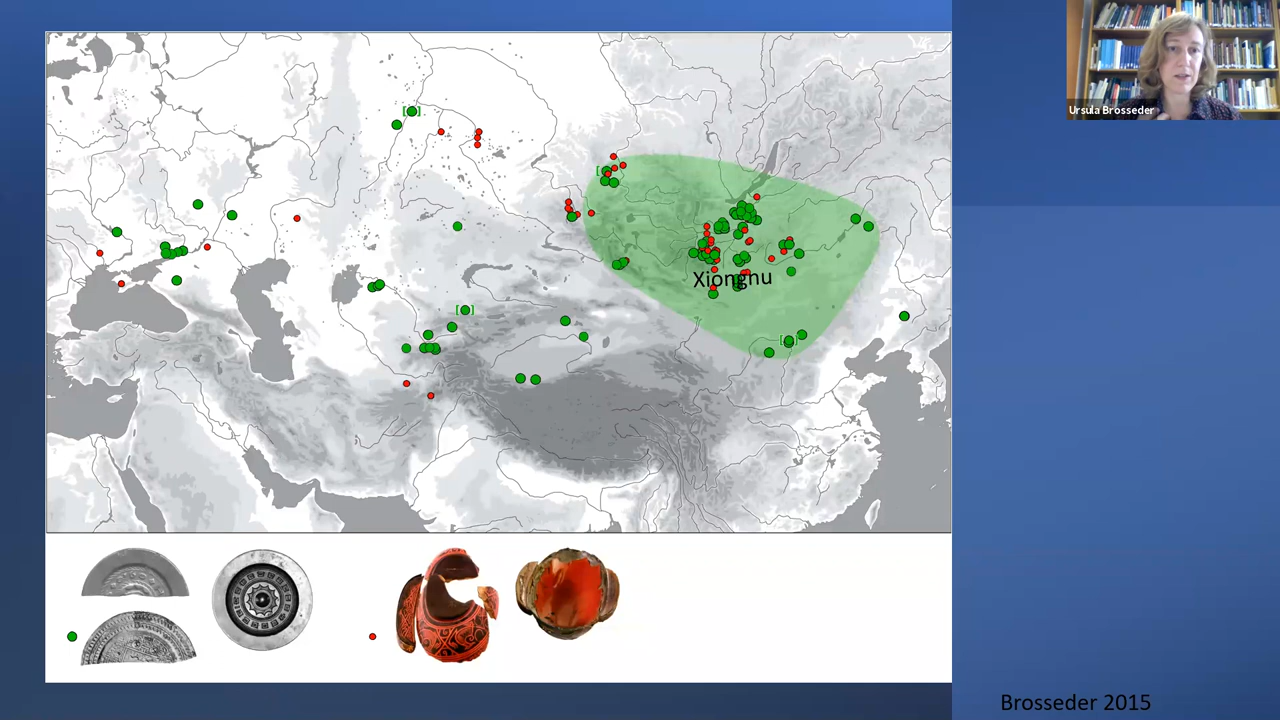 Ursula Brosseder
[ ]
[
[ ]
Xiongnu
[ ]
Brosseder 2015